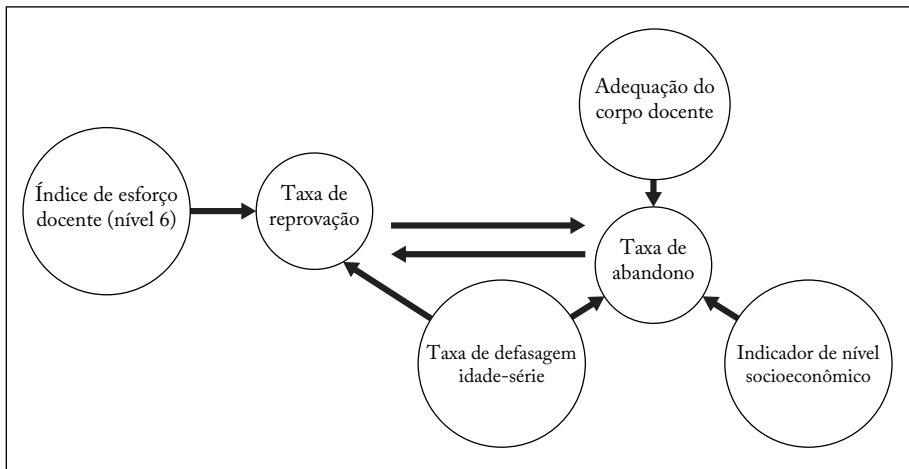 Adequação do
corpo docente
Índice de esforço
docente (nível 6)
Taxa de
reprovação
Taxa de
abandono
Taxa de defasagem
idade-série
Indicador de nível
socioeconômico